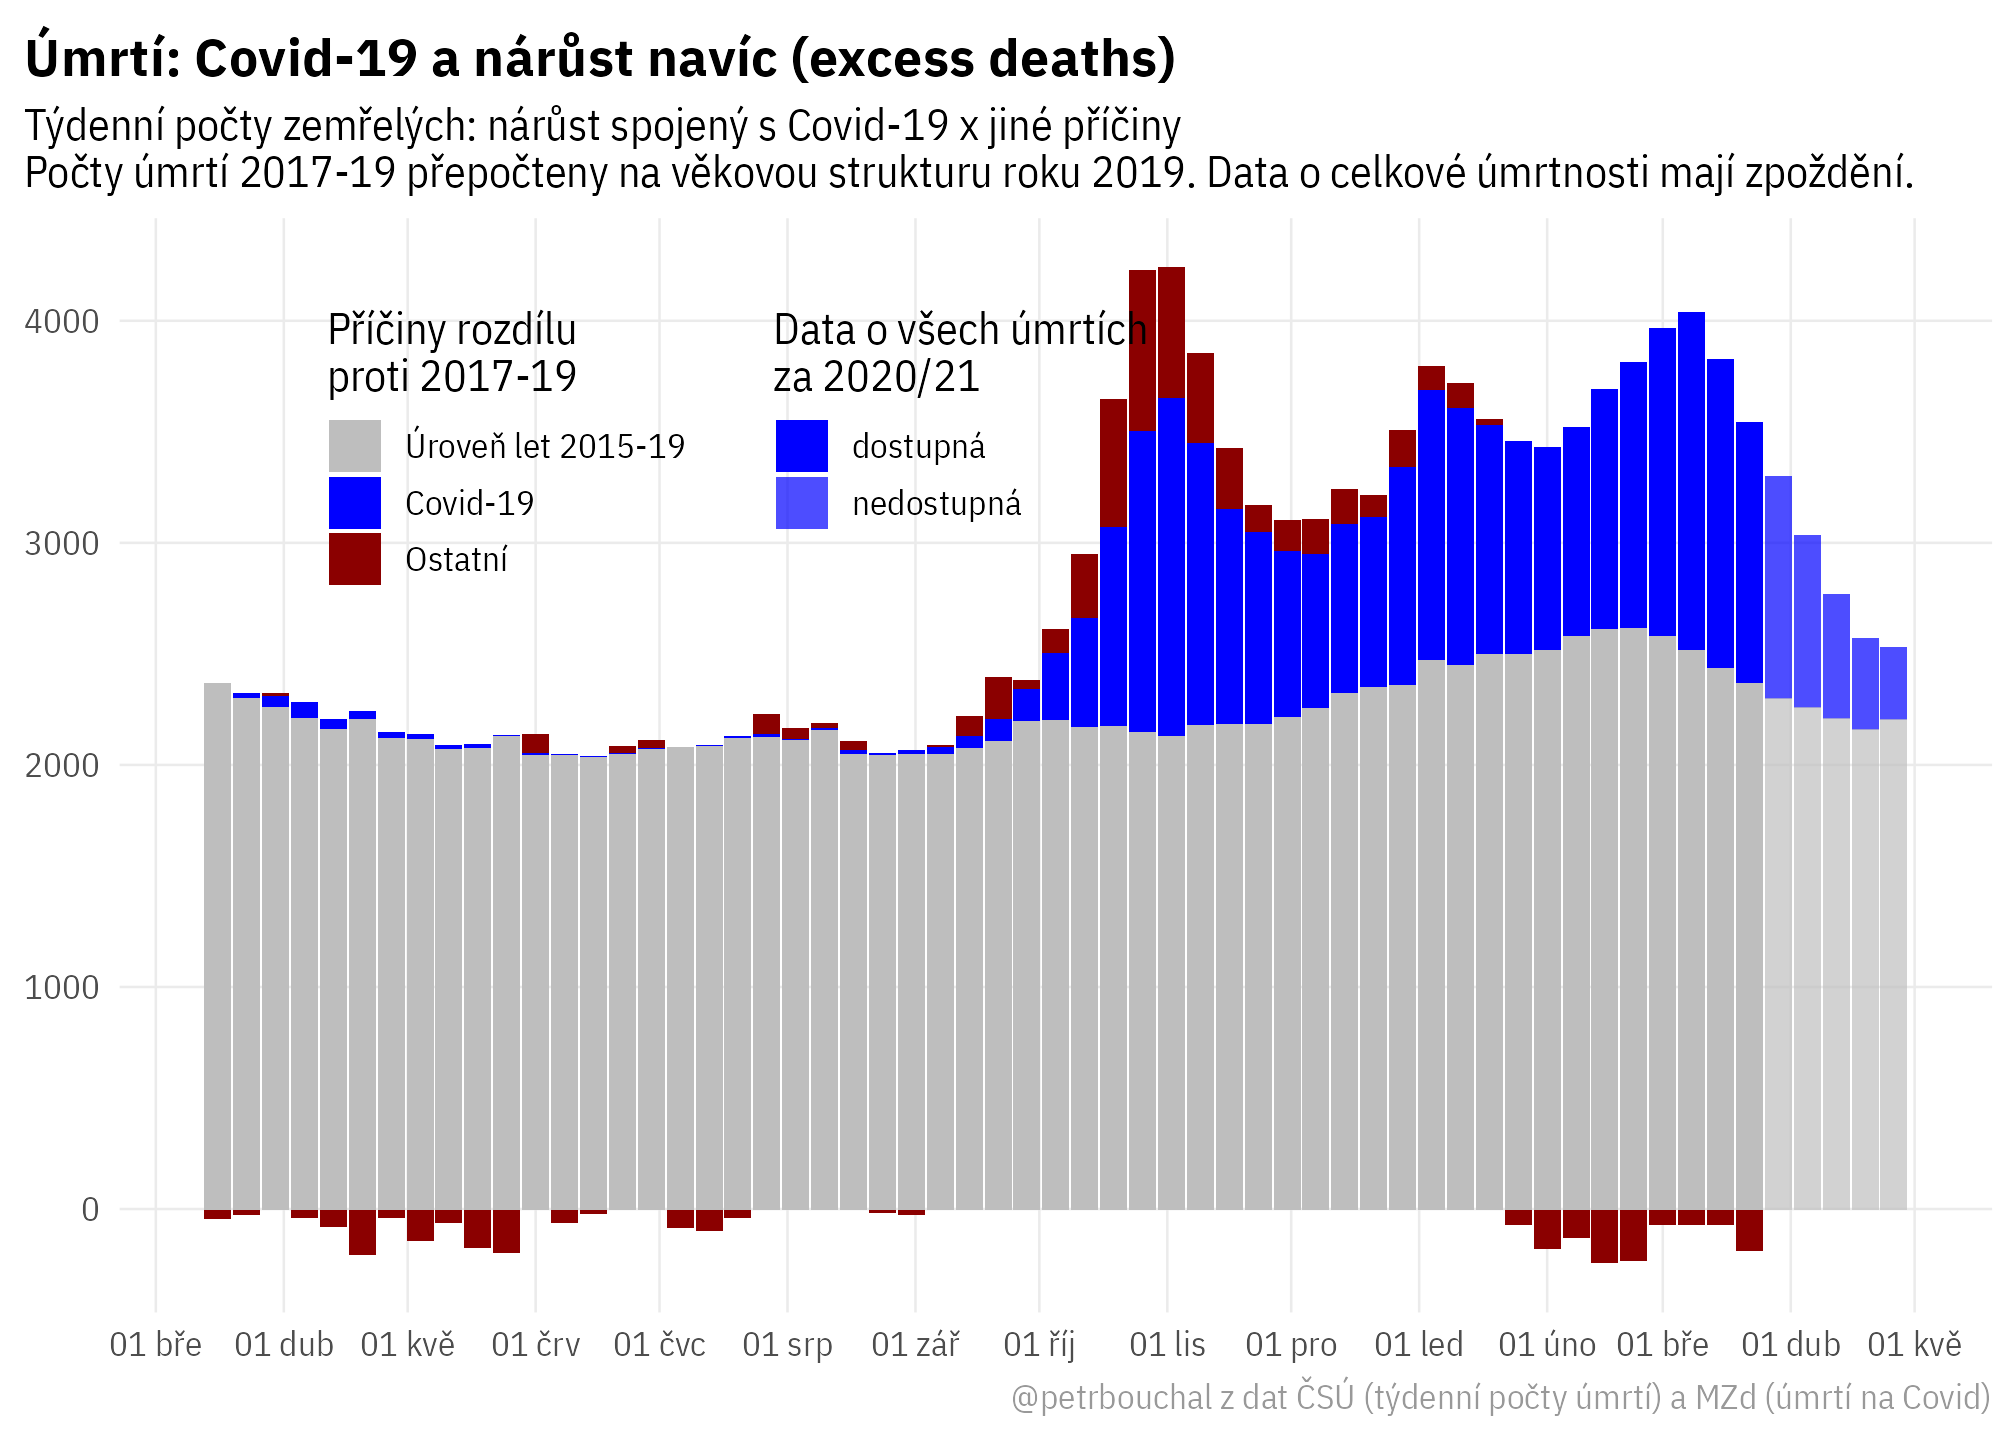 Úmrtí: Covid-19 a nárůst navíc (excess deaths)
Týdenní počty zemřelých: nárůst spojený s Covid-19 x jiné příčiny
Počty úmrtí 2017-19 přepočteny na věkovou strukturu roku 2019. Data o celkové úmrtnosti mají zpoždění.
4000
3000
2000
1000
0
Příčiny rozdílu
proti 2017-19
Úroveň let 2015-19
Covid-19
Ostatní
Data o všech úmrtích
za 2020/21
dostupná
nedostupná
01 bře 01 dub 01 kvě 01 črv 01 čvc 01 srp 01 zář 01 říj 01 lis 01 pro 01 led 01 úno 01 bře 01 dub 01 kvě
@petrbouchal z dat ČSÚ (týdenní počty úmrtí) a MZd (úmrtí na Covid)